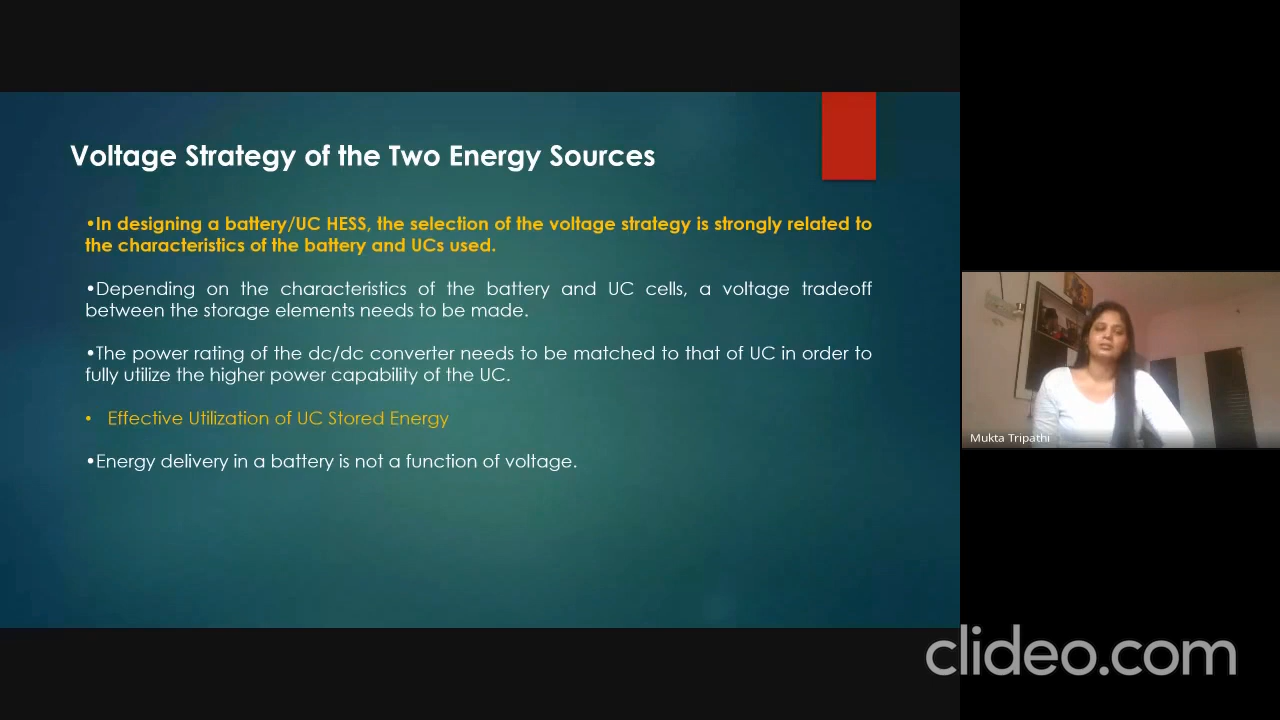 Voltage Strategy of the Two Energy Sources
•In designing a battery/UC HESS, the selection of the voltage strategy is strongly related to
the characteristics of the battery and UCs used.
•Depending on the characteristics of the battery and UC cells, a voltage tradeoff
between the storage elements needs to be made.
•The power rating of the dc/dc converter needs to be matched to that of UC in order to
fully utilize the higher power capability of the UC.
• Effective Utilization of UC Stored Energy
•Energy delivery in a battery is not a function of voltage.
Mukta Tripathi
clideo.com